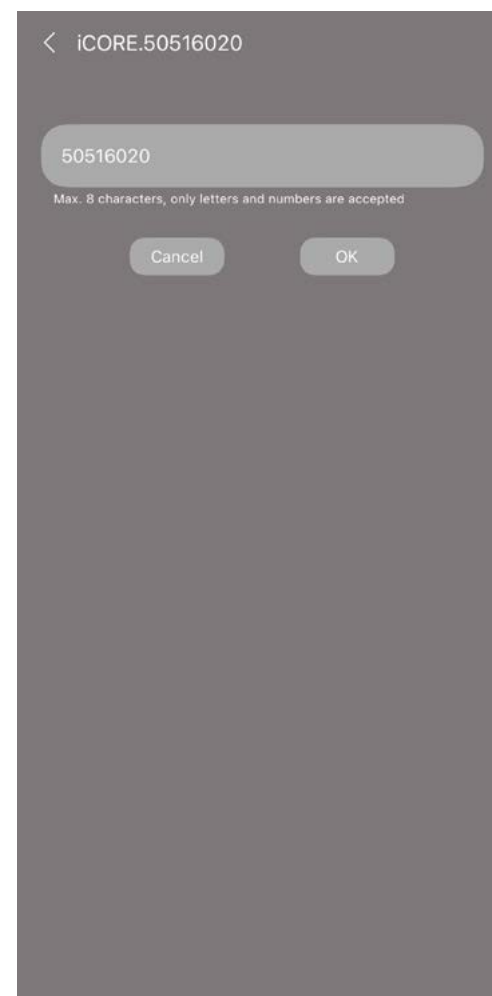 iCORE.50516020
50516020
Max. 8 characters, only letters and numbers are accepted
Cancel OK